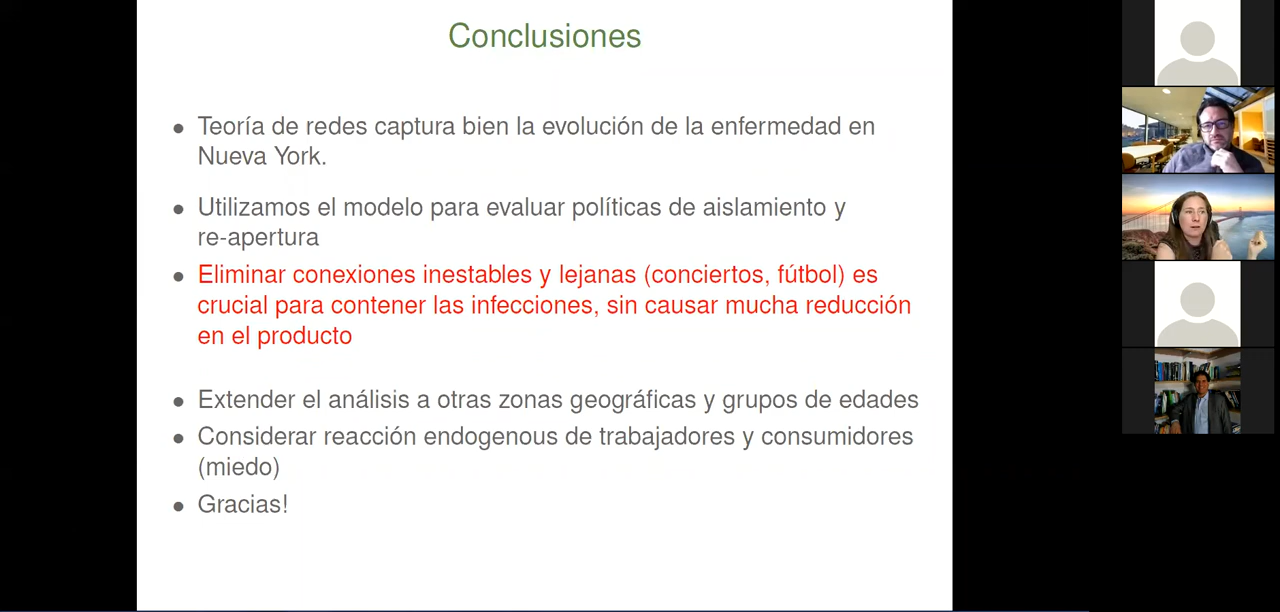 Conclusiones
Teoría de redes captura bien la evolución de la enfermedad en
Nueva York.
Utilizamos el modelo para evaluar políticas de aislamiento y
re-apertura
Eliminar conexiones inestables y lejanas (conciertos, fútbol) es
crucial para contener las infecciones, sin causar mucha reducción
en el producto
Extender el análisis a otras zonas geográficas y grupos de edades
Considerar reacción endogenous de trabajadores y consumidores
(miedo)
Gracias!